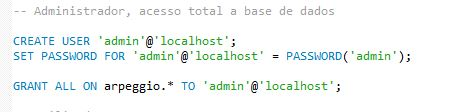 -- Administrador, acesso total a base de dados
CREATE USER 'admin'@'localhost';
SET PASSWORD FOR 'admin'@'localhost' = PASSWORD('admin');
GRANT ALL ON arpeggio.* TO 'admin'@'localhost';